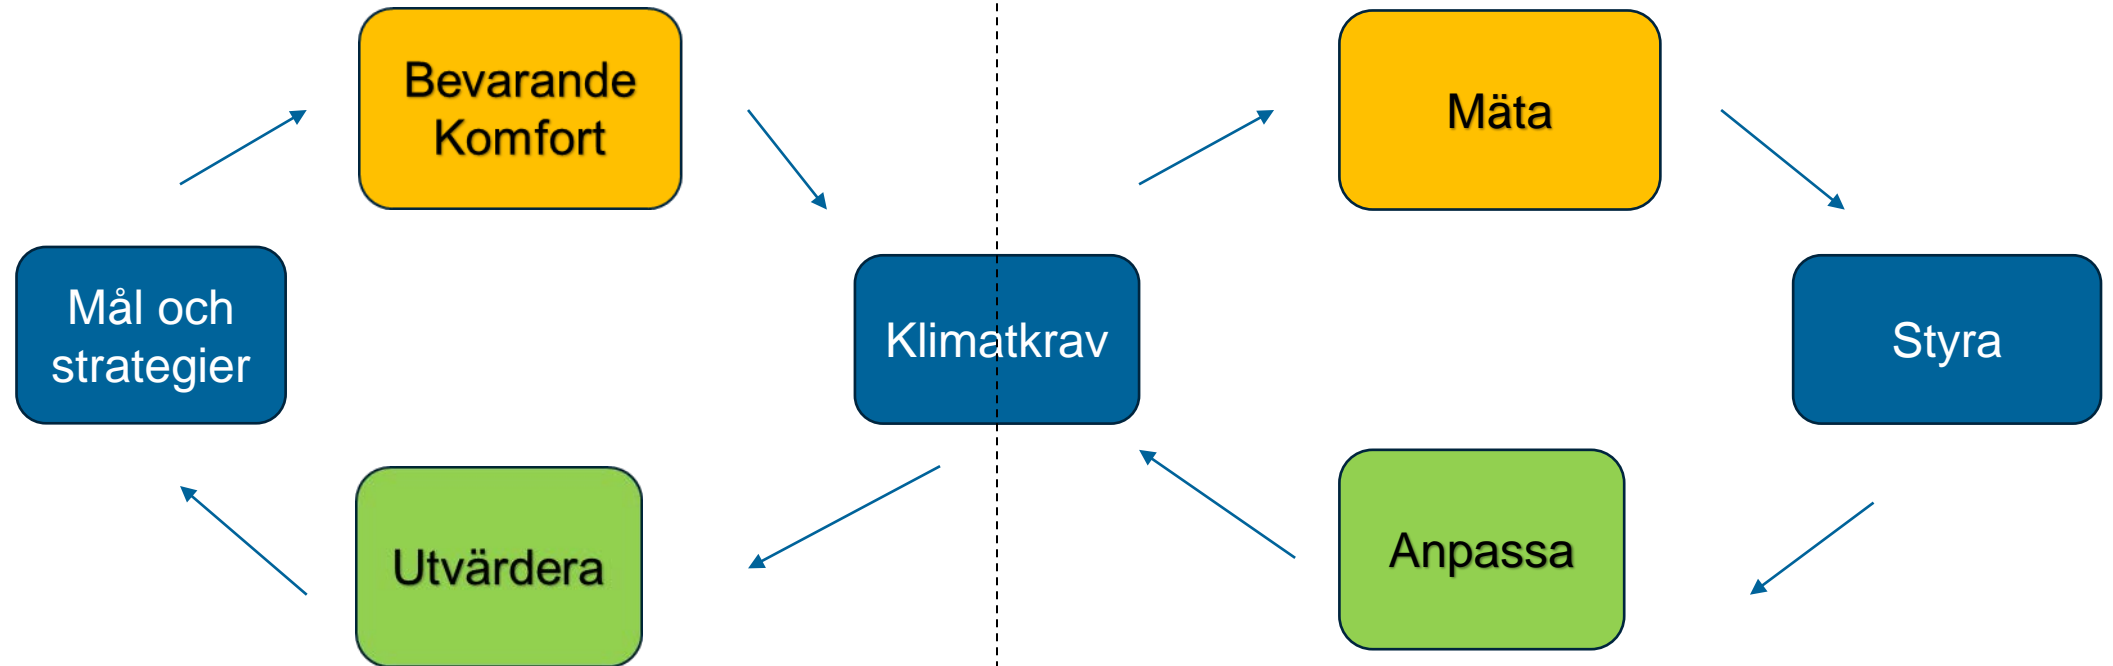 Bevarande
Komfort
Mäta
Mål och
strategier
Klimatkrav
Styra
Utvärdera
Anpassa